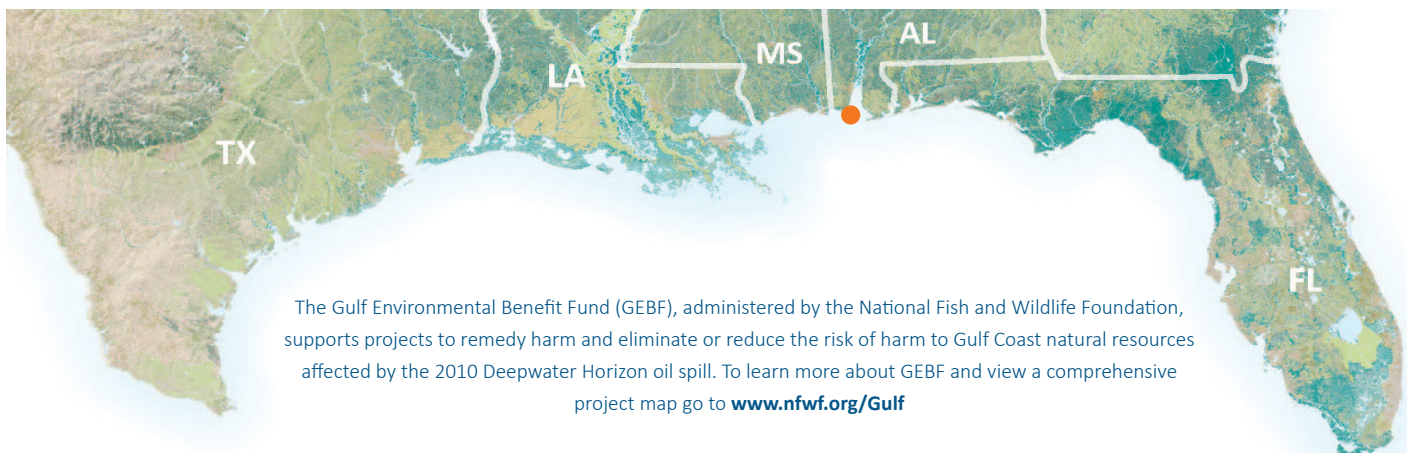 AL
MS
LA
TX
FL
The Gulf Environmental Benefit Fund (GEBF), administered by the National Fish and Wildlife Foundation,
supports projects to remedy harm and eliminate or reduce the risk of harm to Gulf Coast natural resources
affected by the 2010 Deepwater Horizon oil spill. To learn more about GEBF and view a comprehensive
project map go to www.nfwf.org/Gulf